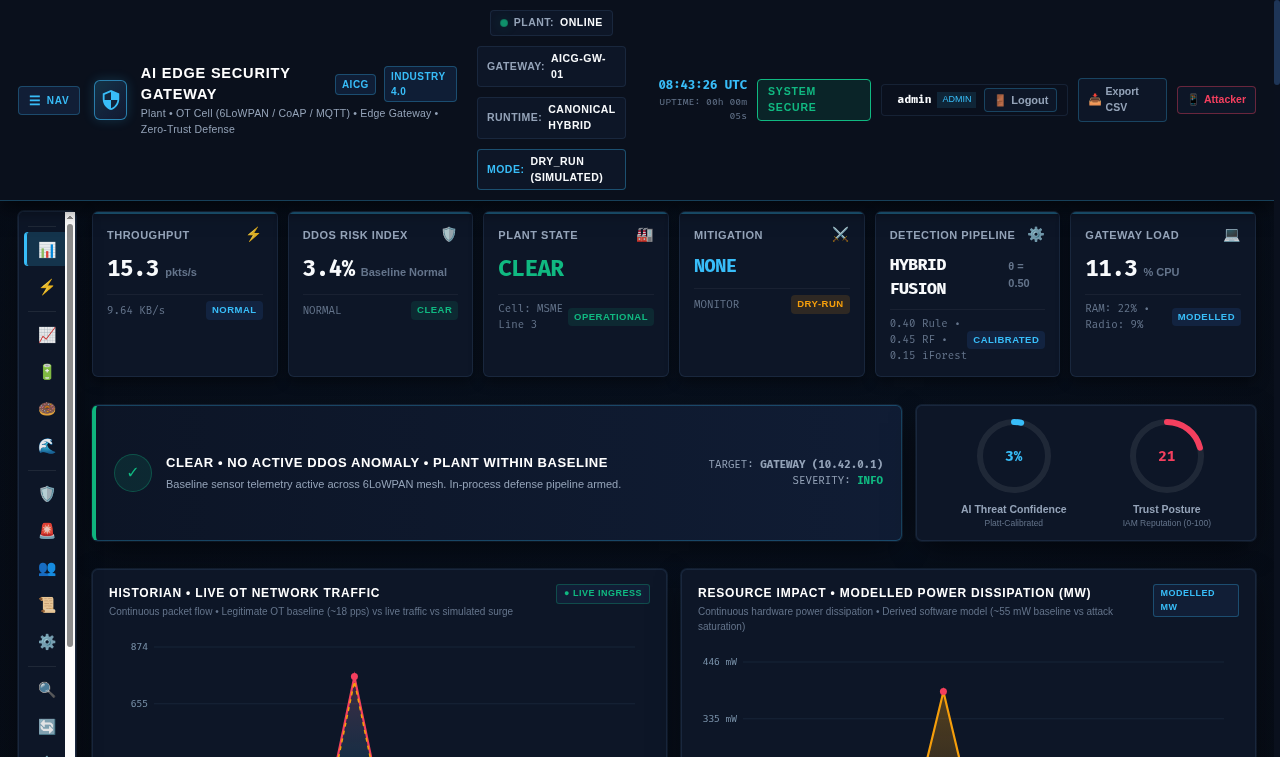 ☰ NAV
AI EDGE SECURITY
GATEWAY
AICG
INDUSTRY
4.0
Plant • OT Cell (6LoWPAN / CoAP / MQTT) • Edge Gateway •
Zero-Trust Defense
PLANT: ONLINE
GATEWAY: AICG-GW-
01
RUNTIME: CANONICAL
HYBRID
MODE: DRY_RUN
(SIMULATED)
08:43:26 UTC
UPTIME: 00h 00m
05s
SYSTEM
SECURE
admin ADMIN
Logout
Export
CSV
Attacker
THROUGHPUT
15.3 pkts/s
9.64 KB/s
NORMAL
DDOS RISK INDEX
3.4% Baseline Normal
NORMAL
CLEAR
PLANT STATE
CLEAR
Cell: MSME
Line 3
OPERATIONAL
MITIGATION
NONE
MONITOR
DRY-RUN
DETECTION PIPELINE
HYBRID
FUSION
θ =
0.50
0.40 Rule •
0.45 RF •
0.15 iForest
CALIBRATED
GATEWAY LOAD
11.3 % CPU
RAM: 22% •
Radio: 9%
MODELLED
CLEAR • NO ACTIVE DDOS ANOMALY • PLANT WITHIN BASELINE
Baseline sensor telemetry active across 6LoWPAN mesh. In-process defense pipeline armed.
TARGET: GATEWAY (10.42.0.1)
SEVERITY: INFO
3%
AI Threat Confidence
Platt-Calibrated
21
Trust Posture
IAM Reputation (0-100)
HISTORIAN • LIVE OT NETWORK TRAFFIC
Continuous packet flow • Legitimate OT baseline (~18 pps) vs live traffic vs simulated surge
● LIVE INGRESS
874
655
RESOURCE IMPACT • MODELLED POWER DISSIPATION (MW)
Continuous hardware power dissipation • Derived software model (~55 mW baseline vs attack
saturation)
MODELLED
MW
446 mW
335 mW